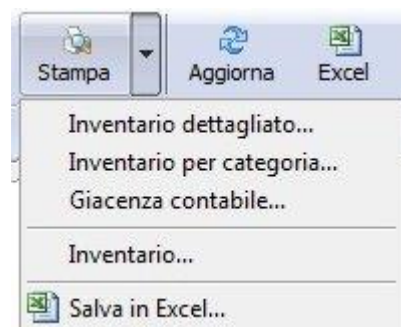 Stampa Aggiorna Excel
Inventario dettagliato...
Inventario per categoria...
Giacenza contabile...
Inventario...
Salva in Excel...